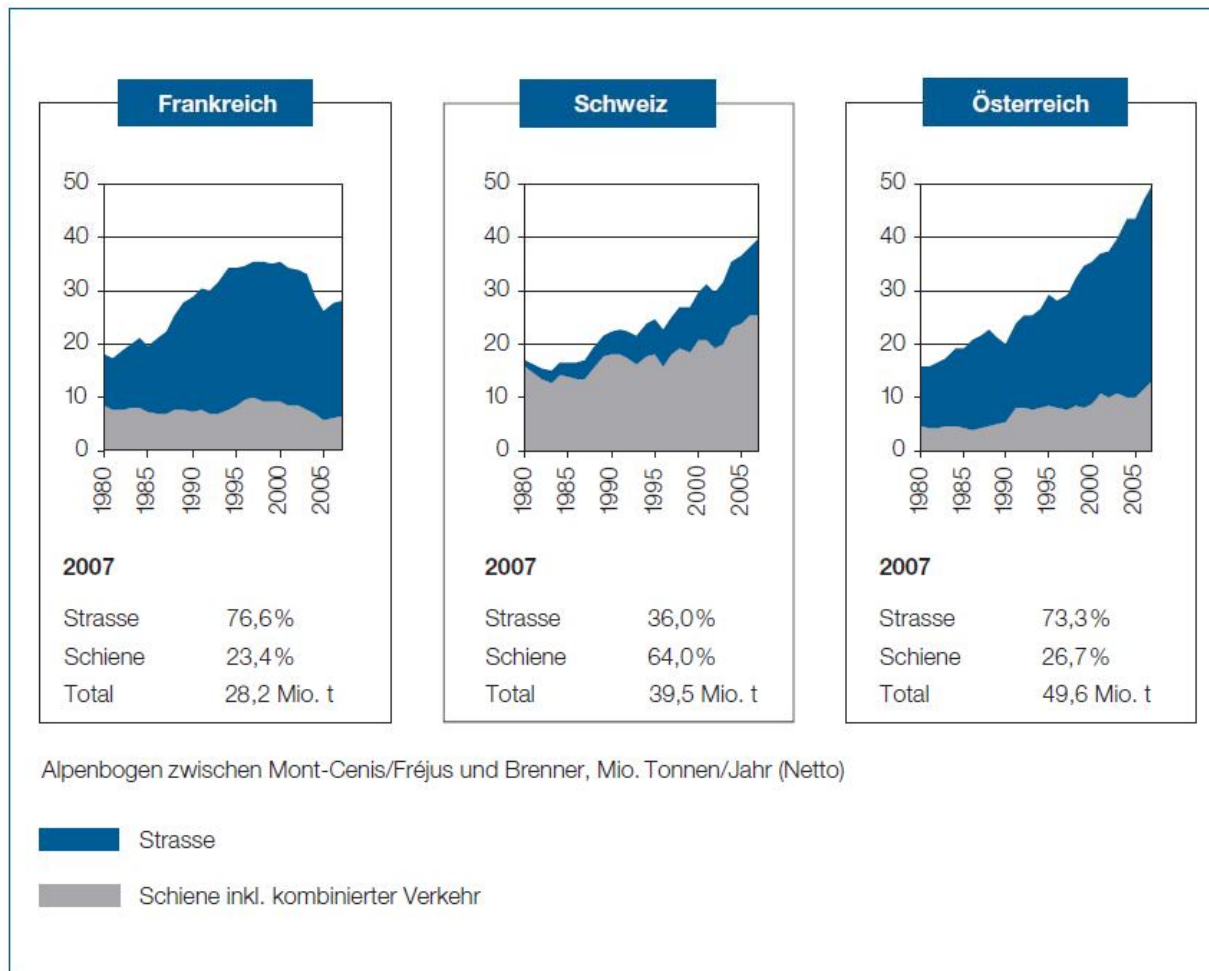 Frankreich
50
40
30
20
10
0
1980
1985
1990
1995
2000
2005
2007
Strasse 76,6%
Schiene 23,4%
Total 28,2 Mio. t
Schweiz
50
40
30
20
10
0
1980
1985
1990
1995
2000
2005
2007
Strasse 36,0%
Schiene 64,0%
Total 39,5 Mio. t
Österreich
50
40
30
20
10
0
1980
1985
1990
1995
2000
2005
2007
Strasse 73,3%
Schiene 26,7%
Total 49,6 Mio. t
Alpenbogen zwischen Mont-Cenis/Fréjus und Brenner, Mio. Tonnen/Jahr (Netto)
Strasse
Schiene inkl. kombinierter Verkehr